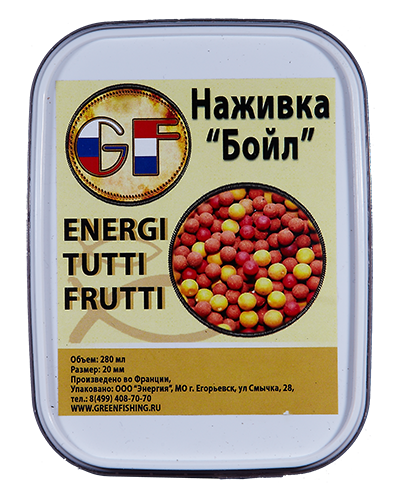 GF
Наживка
"Бойл"
ENERGI
TUTTI
FRUTTI
Объем: 280 мл
Размер: 20 мм
Произведено во Франции,
Упаковано: ООО "Энергия", МО г. Егорьевск, ул Смычка, 28,
тел.: 8(499) 408-70-70
WWW.GREENFISHING.RU